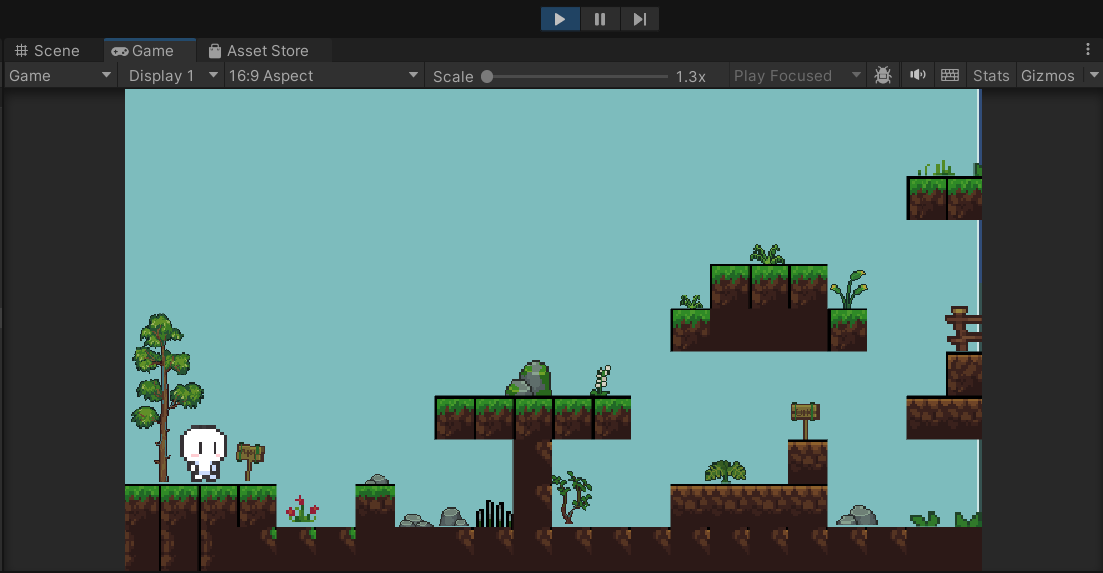 Scene Game Asset Store
Game Display 1 16:9 Aspect Scale 1.3x Play Focused Stats Gizmos